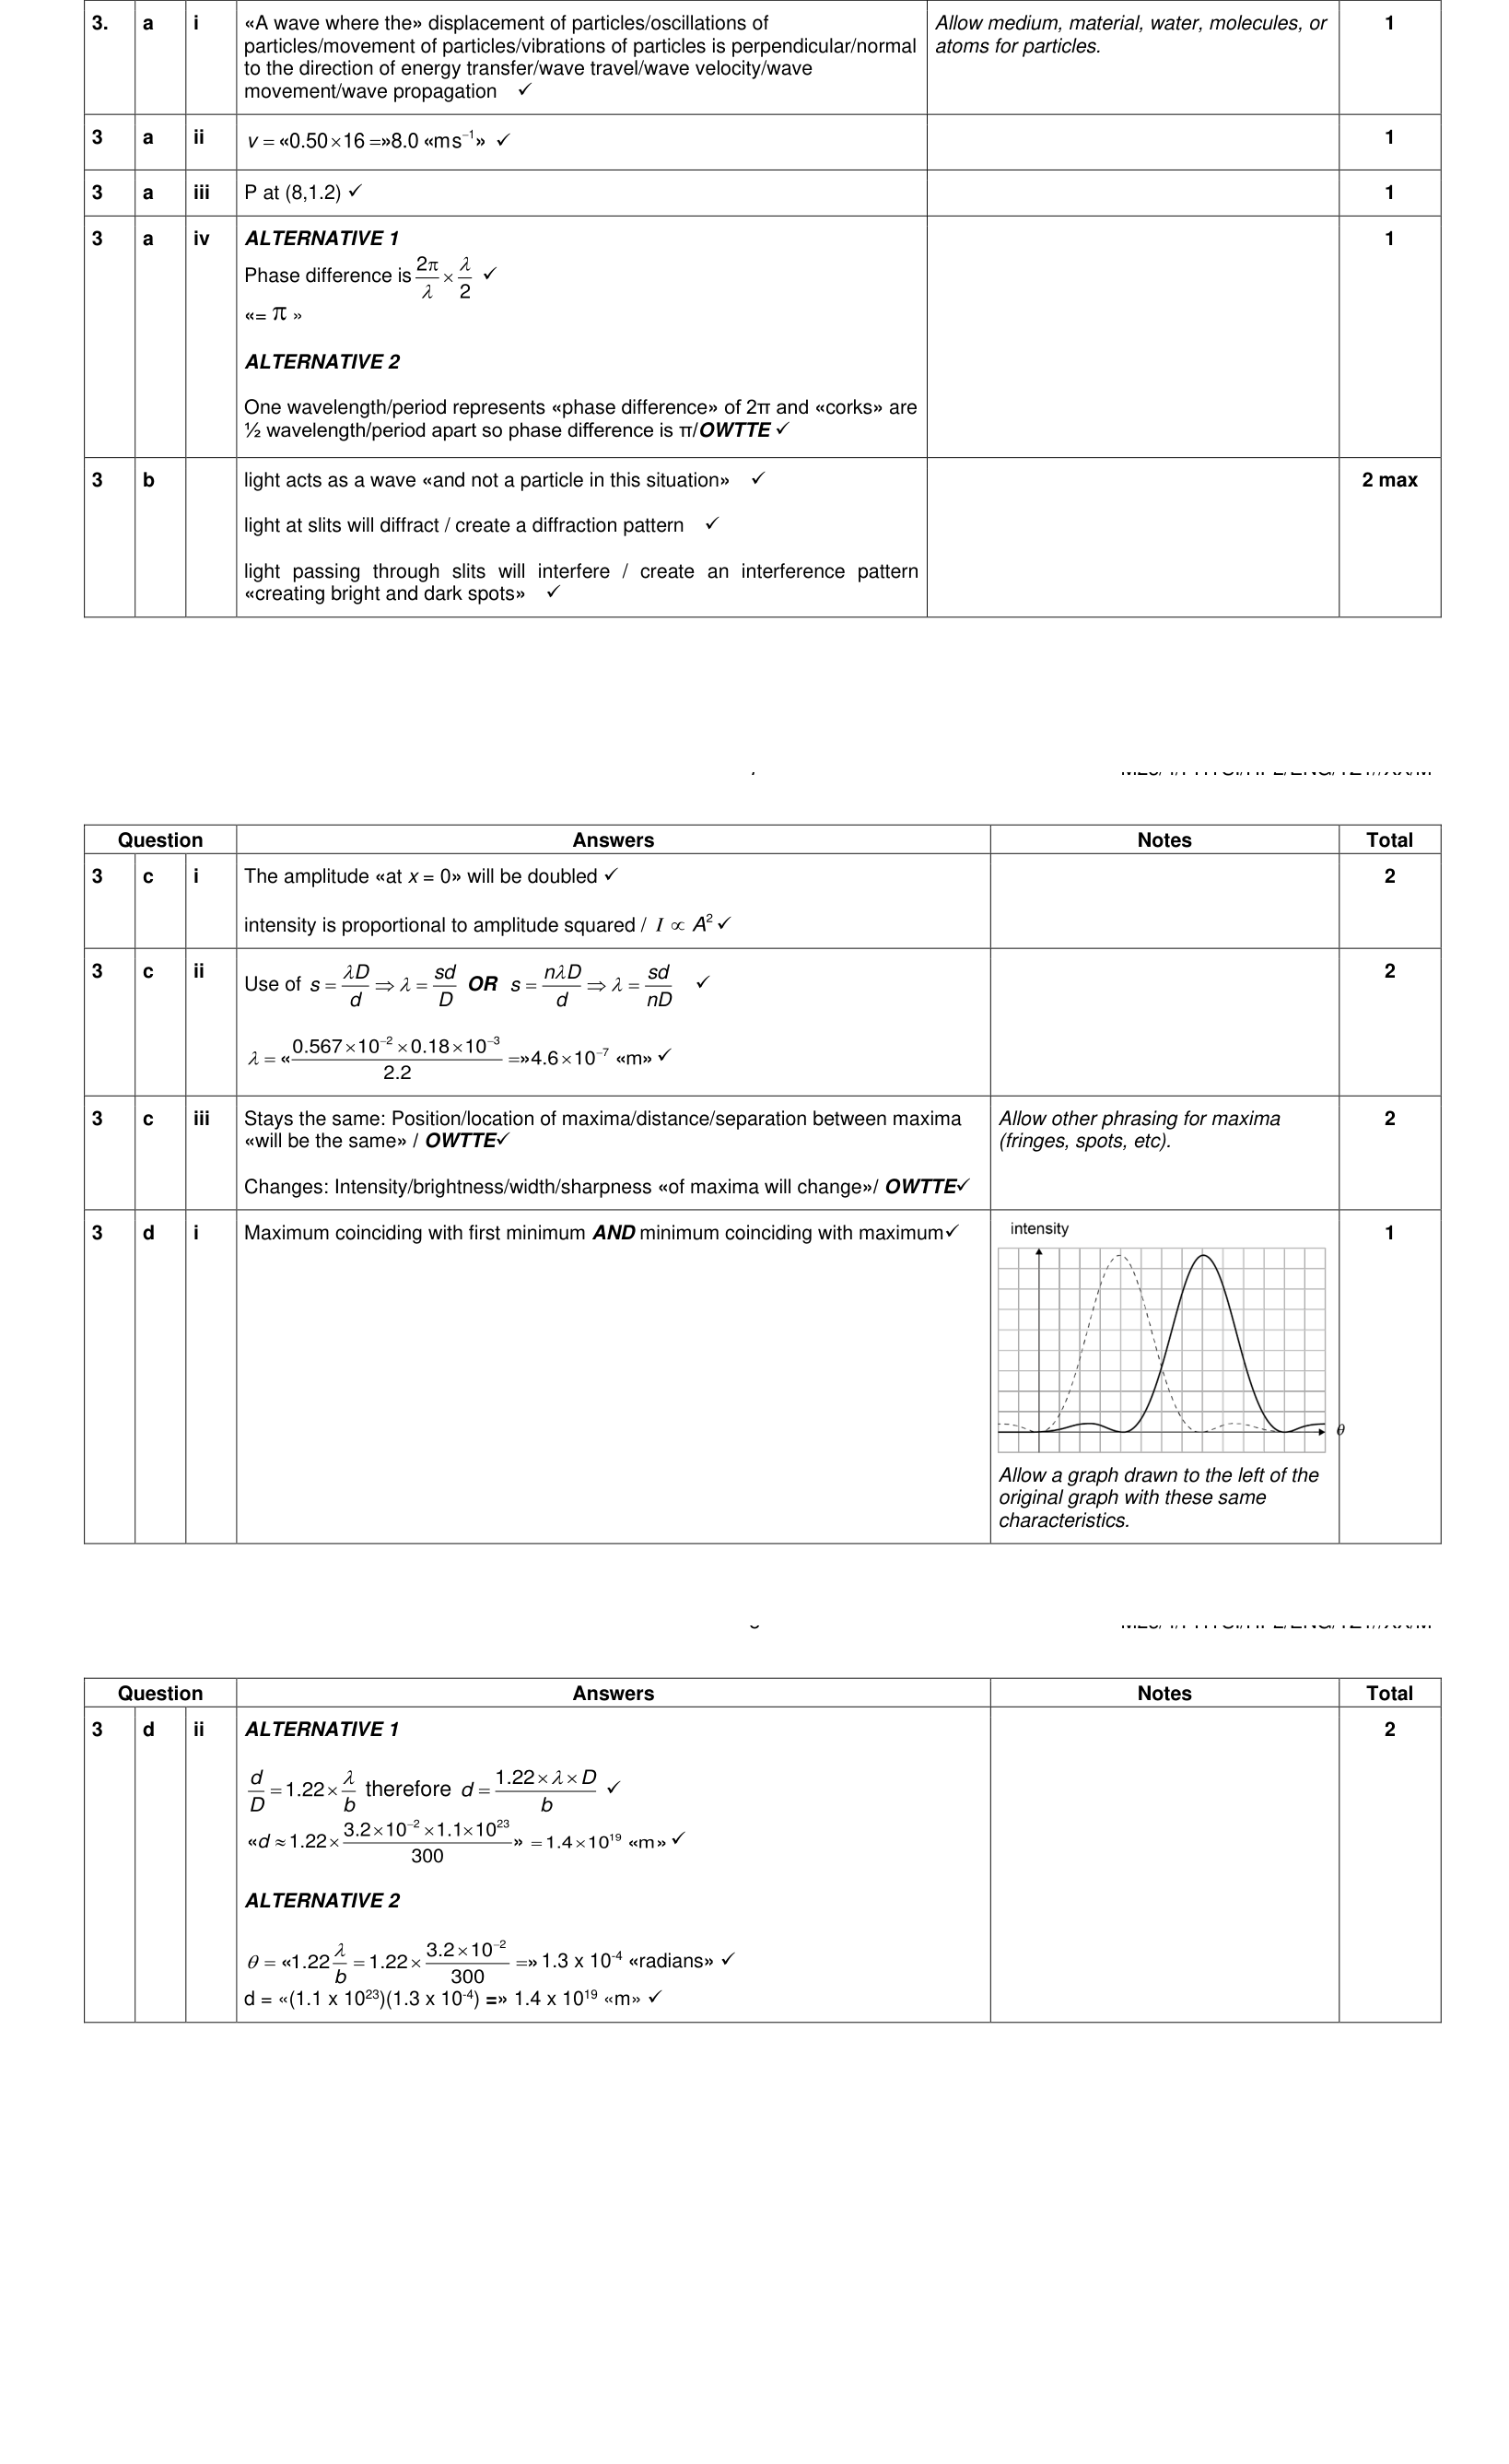 3. a i «A wave where the» displacement of particles/oscillations of
particles/movement of particles/vibrations of particles is perpendicular/normal
to the direction of energy transfer/wave travel/wave velocity/wave
movement/wave propagation ✓
Allow medium, material, water, molecules, or
atoms for particles.
1
3 a ii v = «0.50×16 =»8.0 «ms⁻¹» ✓ 1
3 a iii P at (8,1.2) ✓ 1
3 a iv ALTERNATIVE 1 1
Phase difference is 2π/λ × λ/2 ✓
«= π »
ALTERNATIVE 2
One wavelength/period represents «phase difference» of 2π and «corks» are
½ wavelength/period apart so phase difference is π/OWTTE ✓
3 b light acts as a wave «and not a particle in this situation» ✓ 2 max
light at slits will diffract / create a diffraction pattern ✓
light passing through slits will interfere / create an interference pattern
«creating bright and dark spots» ✓
Question Answers Notes Total
3 c i The amplitude «at x = 0» will be doubled ✓ 2
intensity is proportional to amplitude squared / I ∝ A² ✓
3 c ii Use of s = λD/d ⇒ λ = sd/D OR s = nλD/d ⇒ λ = sd/nD ✓ 2
λ = «0.567×10⁻²×0.18×10⁻³/2.2 =»4.6×10⁻⁷ «m» ✓
3 c iii Stays the same: Position/location of maxima/distance/separation between maxima
«will be the same» / OWTTE✓
Changes: Intensity/brightness/width/sharpness «of maxima will change»/ OWTTE✓
Allow other phrasing for maxima
(fringes, spots, etc).
2
3 d i Maximum coinciding with first minimum AND minimum coinciding with maximum✓
intensity
θ
Allow a graph drawn to the left of the
original graph with these same
characteristics.
1
Question Answers Notes Total
3 d ii ALTERNATIVE 1 2
d/D = 1.22× λ/b therefore d = 1.22×λ×D/b ✓
«d ≈ 1.22× 3.2×10⁻²×1.1×10²³/300» = 1.4×10¹⁹ «m» ✓
ALTERNATIVE 2
θ = «1.22 λ/b = 1.22× 3.2×10⁻²/300 =» 1.3 x 10⁻⁴ «radians» ✓
d = «(1.1 x 10²³)(1.3 x 10⁻⁴) =» 1.4 x 10¹⁹ «m» ✓